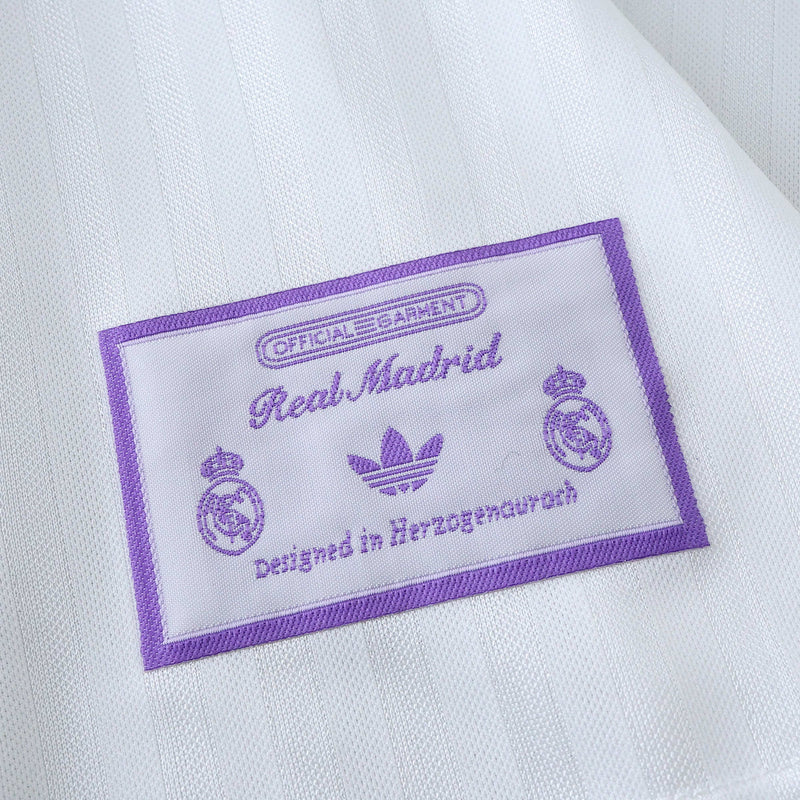 OFFICIAL GARMENT
Real Madrid
Designed in Herzogenaurach